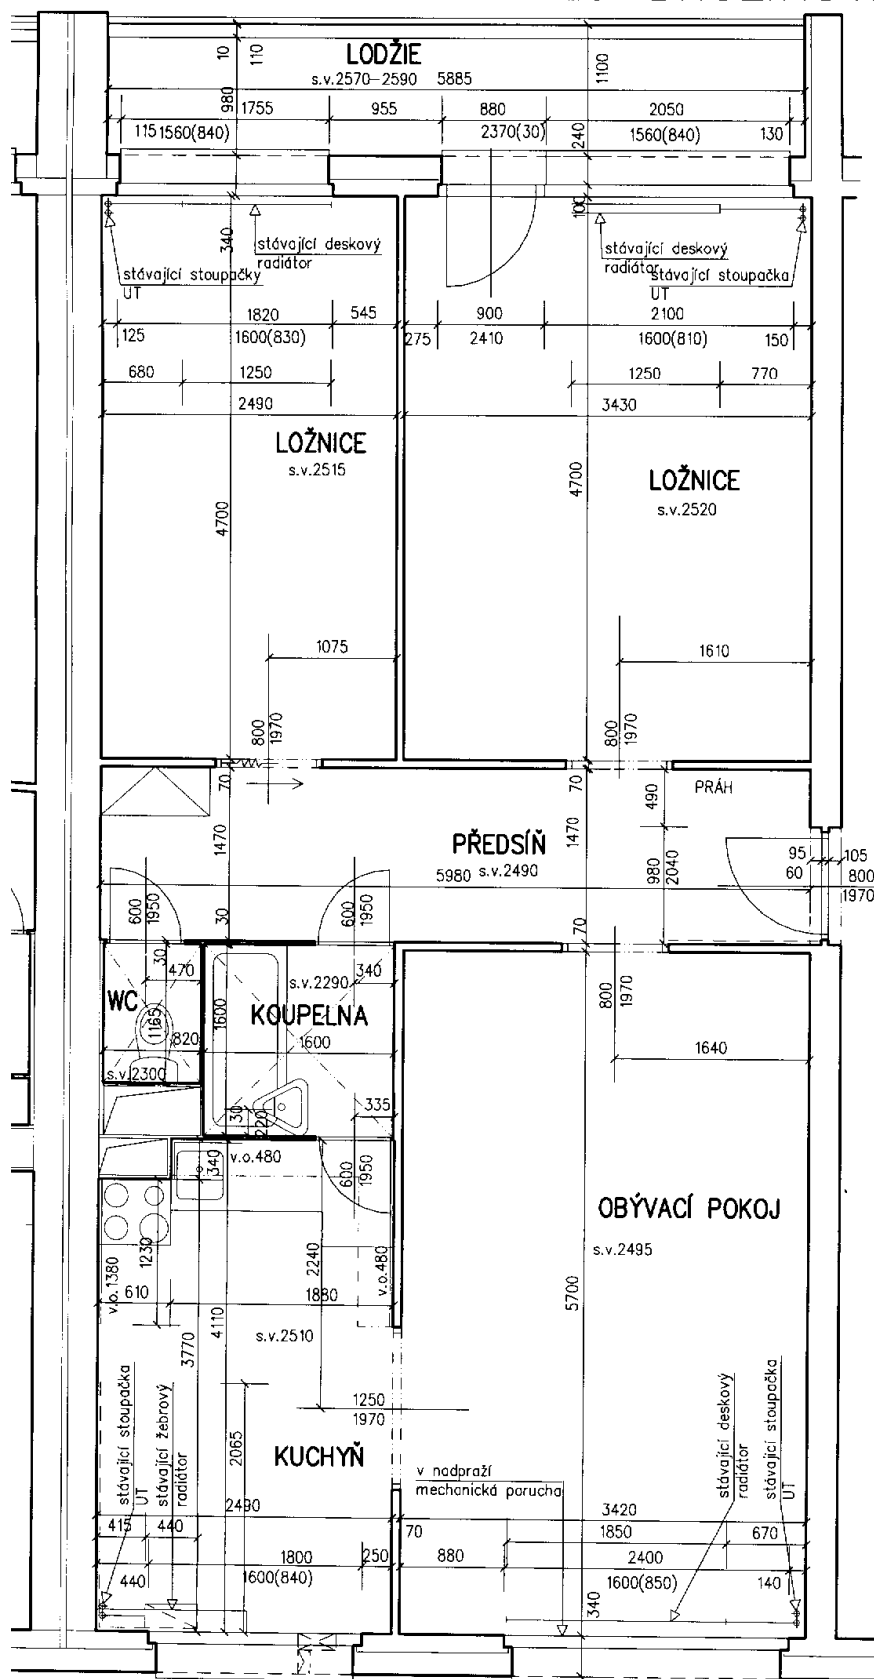 LODŽIE
s.v.2570-2590 5885
10
110
980
1100
1755 955 880 2050
115 1560(840) 2370(30) 1560(840) 130
240
100
340
stávající deskový
radiátor
stávající stoupačky
UT
stávající deskový
radiátor
stávající stoupačka
UT
1820 545 900 2100
125 1600(830) 275 2410 1600(810) 150
680 1250 1250 770
2490 3430
LOŽNICE
s.v.2515
LOŽNICE
s.v.2520
4700
4700
1075
1610
800
1970
800
1970
70
70
490
PRÁH
1470
1470
PŘEDSÍŇ
5980 s.v.2490
980
2040
95 105
60 800
1970
600
1950
600
1950
30
70
30
470
s.v.2290
340
800
1970
WC
KOUPELNA
1165
1600
820 1600
1640
s.v.2300
30
220
335
340
v.o.480
600
1950
OBÝVACÍ POKOJ
s.v.2495
1230
v.o.1380
2240
v.o.480
610 1880
s.v.2510
5700
3770
4110
1250
1970
2065
KUCHYŇ
stávající stoupačka
UT
stávající žebrový
radiátor
v nadpraží
mechanická porucha
stávající deskový
radiátor
stávající stoupačka
UT
2490 3420
415 440 70 1850 670
1800 250 880 2400
440 1600(840) 1600(850) 140
340